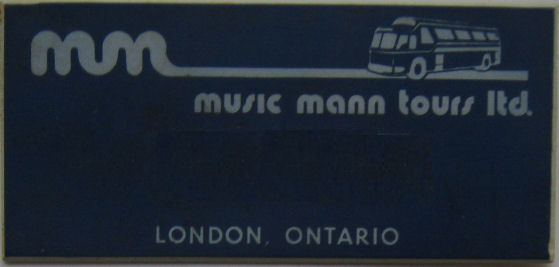 mm
music mann tours ltd.
LONDON, ONTARIO